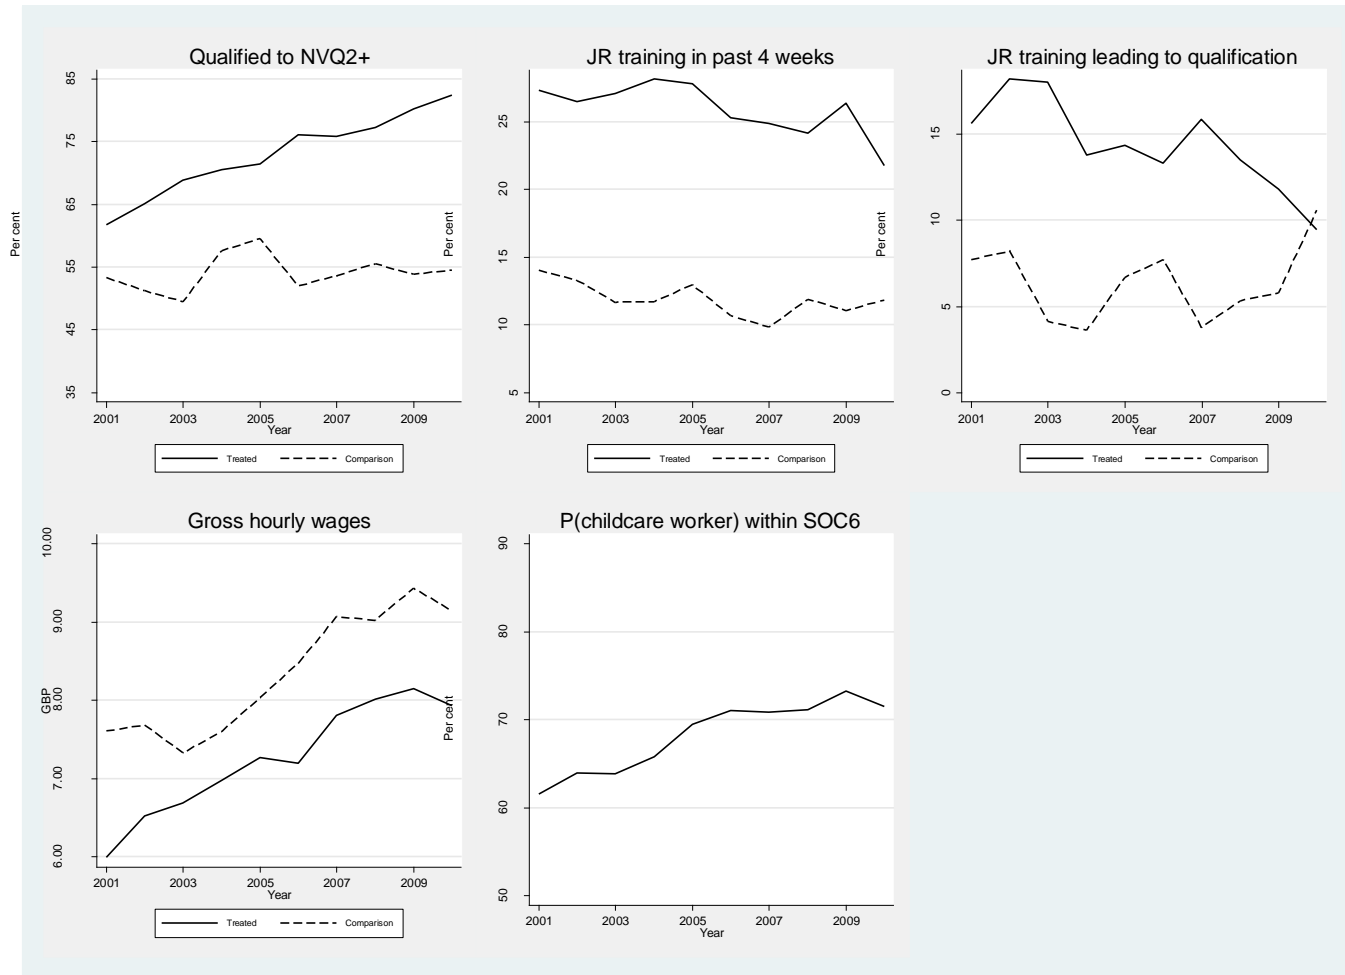 Qualified to NVQ2+
Per cent
85
75
65
55
45
35
2001 2003 2005 2007 2009
Year
Treated Comparison
JR training in past 4 weeks
Per cent
25
20
15
10
5
2001 2003 2005 2007 2009
Year
Treated Comparison
JR training leading to qualification
Per cent
15
10
5
0
2001 2003 2005 2007 2009
Year
Treated Comparison
Gross hourly wages
GBP
10.00
9.00
8.00
7.00
6.00
2001 2003 2005 2007 2009
Year
Treated Comparison
P(childcare worker) within SOC6
Per cent
90
80
70
60
50
2001 2003 2005 2007 2009
Year